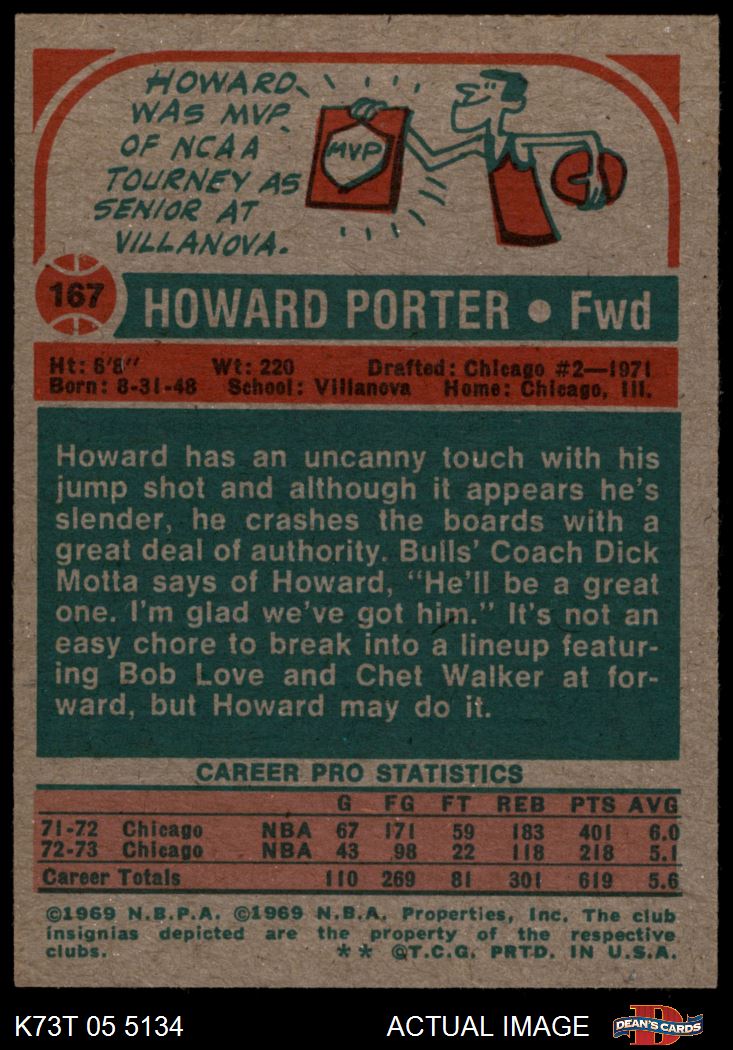 HOWARD
WAS MVP
OF NCAA
TOURNEY AS
SENIOR AT
VILLANOVA.
MVP
167
HOWARD PORTER • Fwd
Ht: 6'8" Wt: 220 Drafted: Chicago #2—1971
Born: 8-31-48 School: Villanova Home: Chicago, Ill.
Howard has an uncanny touch with his
jump shot and although it appears he's
slender, he crashes the boards with a
great deal of authority. Bulls' Coach Dick
Motta says of Howard, "He'll be a great
one. I'm glad we've got him." It's not an
easy chore to break into a lineup featur-
ing Bob Love and Chet Walker at for-
ward, but Howard may do it.
CAREER PRO STATISTICS
G FG FT REB PTS AVG
71-72 Chicago NBA 67 171 59 183 401 6.0
72-73 Chicago NBA 43 98 22 118 218 5.1
Career Totals 110 269 81 301 619 5.6
©1969 N.B.P.A. ©1969 N.B.A. Properties, Inc. The club
insignias depicted are the property of the respective
clubs. ** ©T.C.G. PRTD. IN U.S.A.
K73T 05 5134 ACTUAL IMAGE
D
DEAN'S CARDS